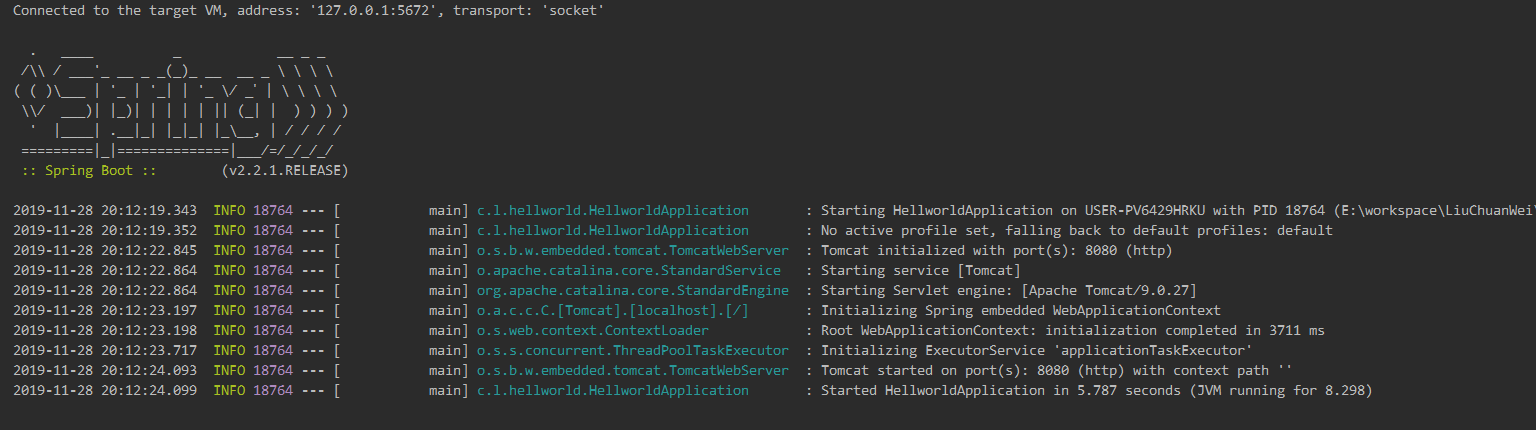 Connected to the target VM, address: '127.0.0.1:5672', transport: 'socket'
  .   ____          _            __ _ _
 /\\ / ___'_ __ _ _(_)_ __  __ _ \ \ \ \
( ( )\___ | '_ | '_| | '_ \/ _` | \ \ \ \
 \\/  ___)| |_)| | | | | || (_| |  ) ) ) )
  '  |____| .__|_| |_|_| |_\__, | / / / /
 =========|_|==============|___/=/_/_/_/
 :: Spring Boot ::        (v2.2.1.RELEASE)
2019-11-28 20:12:19.343  INFO 18764 --- [           main] c.l.hellworld.HellworldApplication       : Starting HellworldApplication on USER-PV6429HRKU with PID 18764 (E:\workspace\LiuChuanWei\
2019-11-28 20:12:19.352  INFO 18764 --- [           main] c.l.hellworld.HellworldApplication       : No active profile set, falling back to default profiles: default
2019-11-28 20:12:22.845  INFO 18764 --- [           main] o.s.b.w.embedded.tomcat.TomcatWebServer  : Tomcat initialized with port(s): 8080 (http)
2019-11-28 20:12:22.864  INFO 18764 --- [           main] o.apache.catalina.core.StandardService   : Starting service [Tomcat]
2019-11-28 20:12:22.864  INFO 18764 --- [           main] org.apache.catalina.core.StandardEngine  : Starting Servlet engine: [Apache Tomcat/9.0.27]
2019-11-28 20:12:23.197  INFO 18764 --- [           main] o.a.c.c.C.[Tomcat].[localhost].[/]       : Initializing Spring embedded WebApplicationContext
2019-11-28 20:12:23.198  INFO 18764 --- [           main] o.s.web.context.ContextLoader            : Root WebApplicationContext: initialization completed in 3711 ms
2019-11-28 20:12:23.717  INFO 18764 --- [           main] o.s.s.concurrent.ThreadPoolTaskExecutor  : Initializing ExecutorService 'applicationTaskExecutor'
2019-11-28 20:12:24.093  INFO 18764 --- [           main] o.s.b.w.embedded.tomcat.TomcatWebServer  : Tomcat started on port(s): 8080 (http) with context path ''
2019-11-28 20:12:24.099  INFO 18764 --- [           main] c.l.hellworld.HellworldApplication       : Started HellworldApplication in 5.787 seconds (JVM running for 8.298)